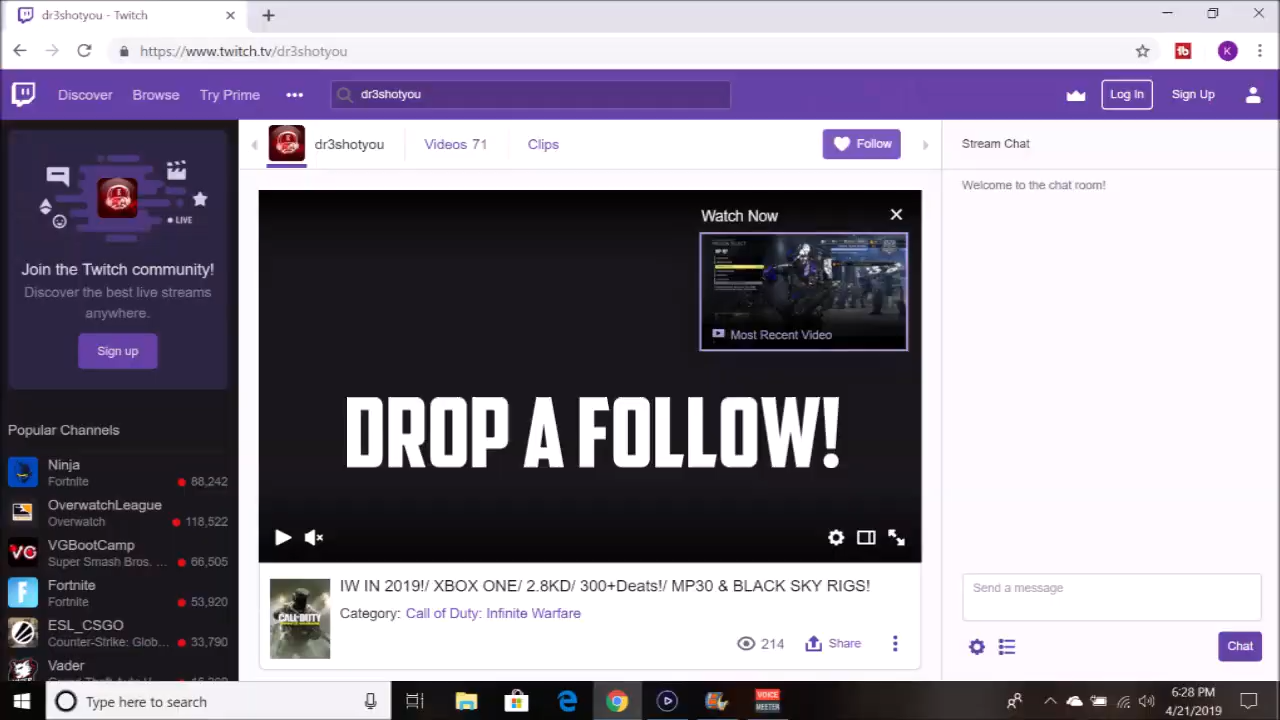 dr3shotyou - Twitch
https://www.twitch.tv/dr3shotyou
K
Discover
Browse
Try Prime
dr3shotyou
Log In
Sign Up
LIVE
Join the Twitch community!
Discover the best live streams
anywhere.
Sign up
Popular Channels
Ninja
Fortnite
88,242
OverwatchLeague
Overwatch
118,522
VGBootCamp
Super Smash Bros. ...
66,505
Fortnite
Fortnite
53,920
ESL_CSGO
Counter-Strike: Glob...
33,790
Vader
dr3shotyou
Videos 71
Clips
Follow
Watch Now
Most Recent Video
DROP A FOLLOW!
CALL OF DUTY
IW IN 2019!/ XBOX ONE/ 2.8KD/ 300+Deats!/ MP30 & BLACK SKY RIGS!
Category: Call of Duty: Infinite Warfare
214
Share
Stream Chat
Welcome to the chat room!
Send a message
Chat
Type here to search
VOICE
MEETER
6:28 PM
4/21/2019